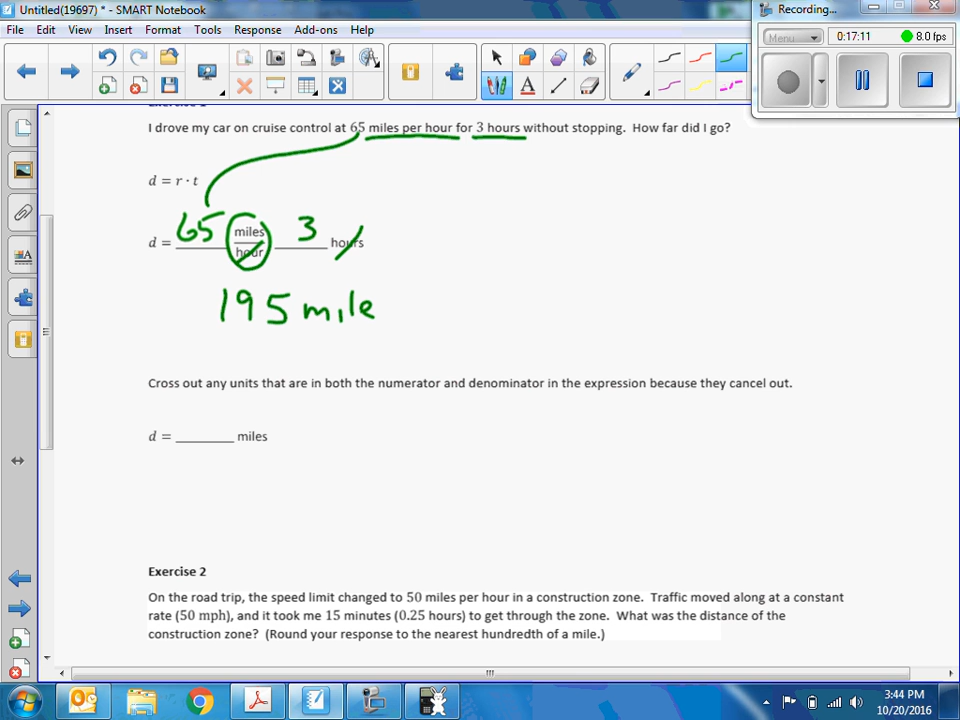 Untitled(19697) * - SMART Notebook
Recording...
File Edit View Insert Format Tools Response Add-ons Help
Menu
0:17:11
8.0 fps
I drove my car on cruise control at 65 miles per hour for 3 hours without stopping. How far did I go?
d = r · t
d = 65 miles/hour 3 hours
195 mile
Cross out any units that are in both the numerator and denominator in the expression because they cancel out.
d = ________ miles
Exercise 2
On the road trip, the speed limit changed to 50 miles per hour in a construction zone. Traffic moved along at a constant
rate (50 mph), and it took me 15 minutes (0.25 hours) to get through the zone. What was the distance of the
construction zone? (Round your response to the nearest hundredth of a mile.)
3:44 PM
10/20/2016